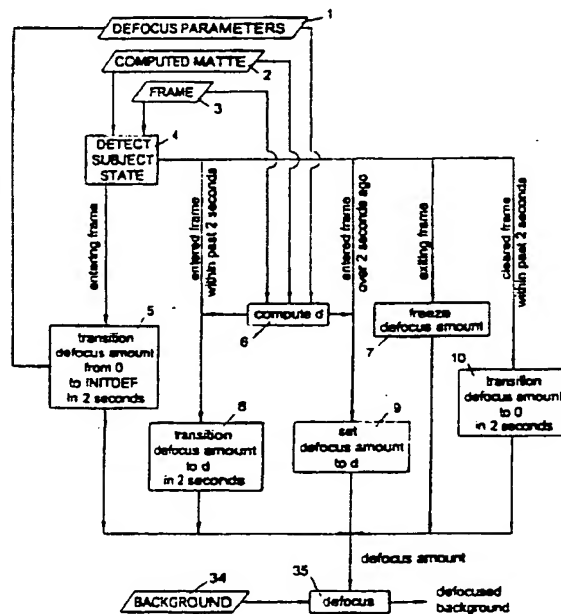 DEFOCUS PARAMETERS
1
COMPUTED MATTE
2
FRAME
3
4
DETECT
SUBJECT
STATE
entering frame
entered frame
within past 2 seconds
entered frame
over 2 seconds ago
exiting frame
cleared frame
within past 2 seconds
5
transition
defocus amount
from 0
to INITDEF
in 2 seconds
compute d
6
freeze
defocus amount
7
10
transition
defocus amount
to 0
in 2 seconds
8
transition
defocus amount
to d
in 2 seconds
9
set
defocus amount
to d
defocus amount
34
BACKGROUND
35
defocus
defocused
background